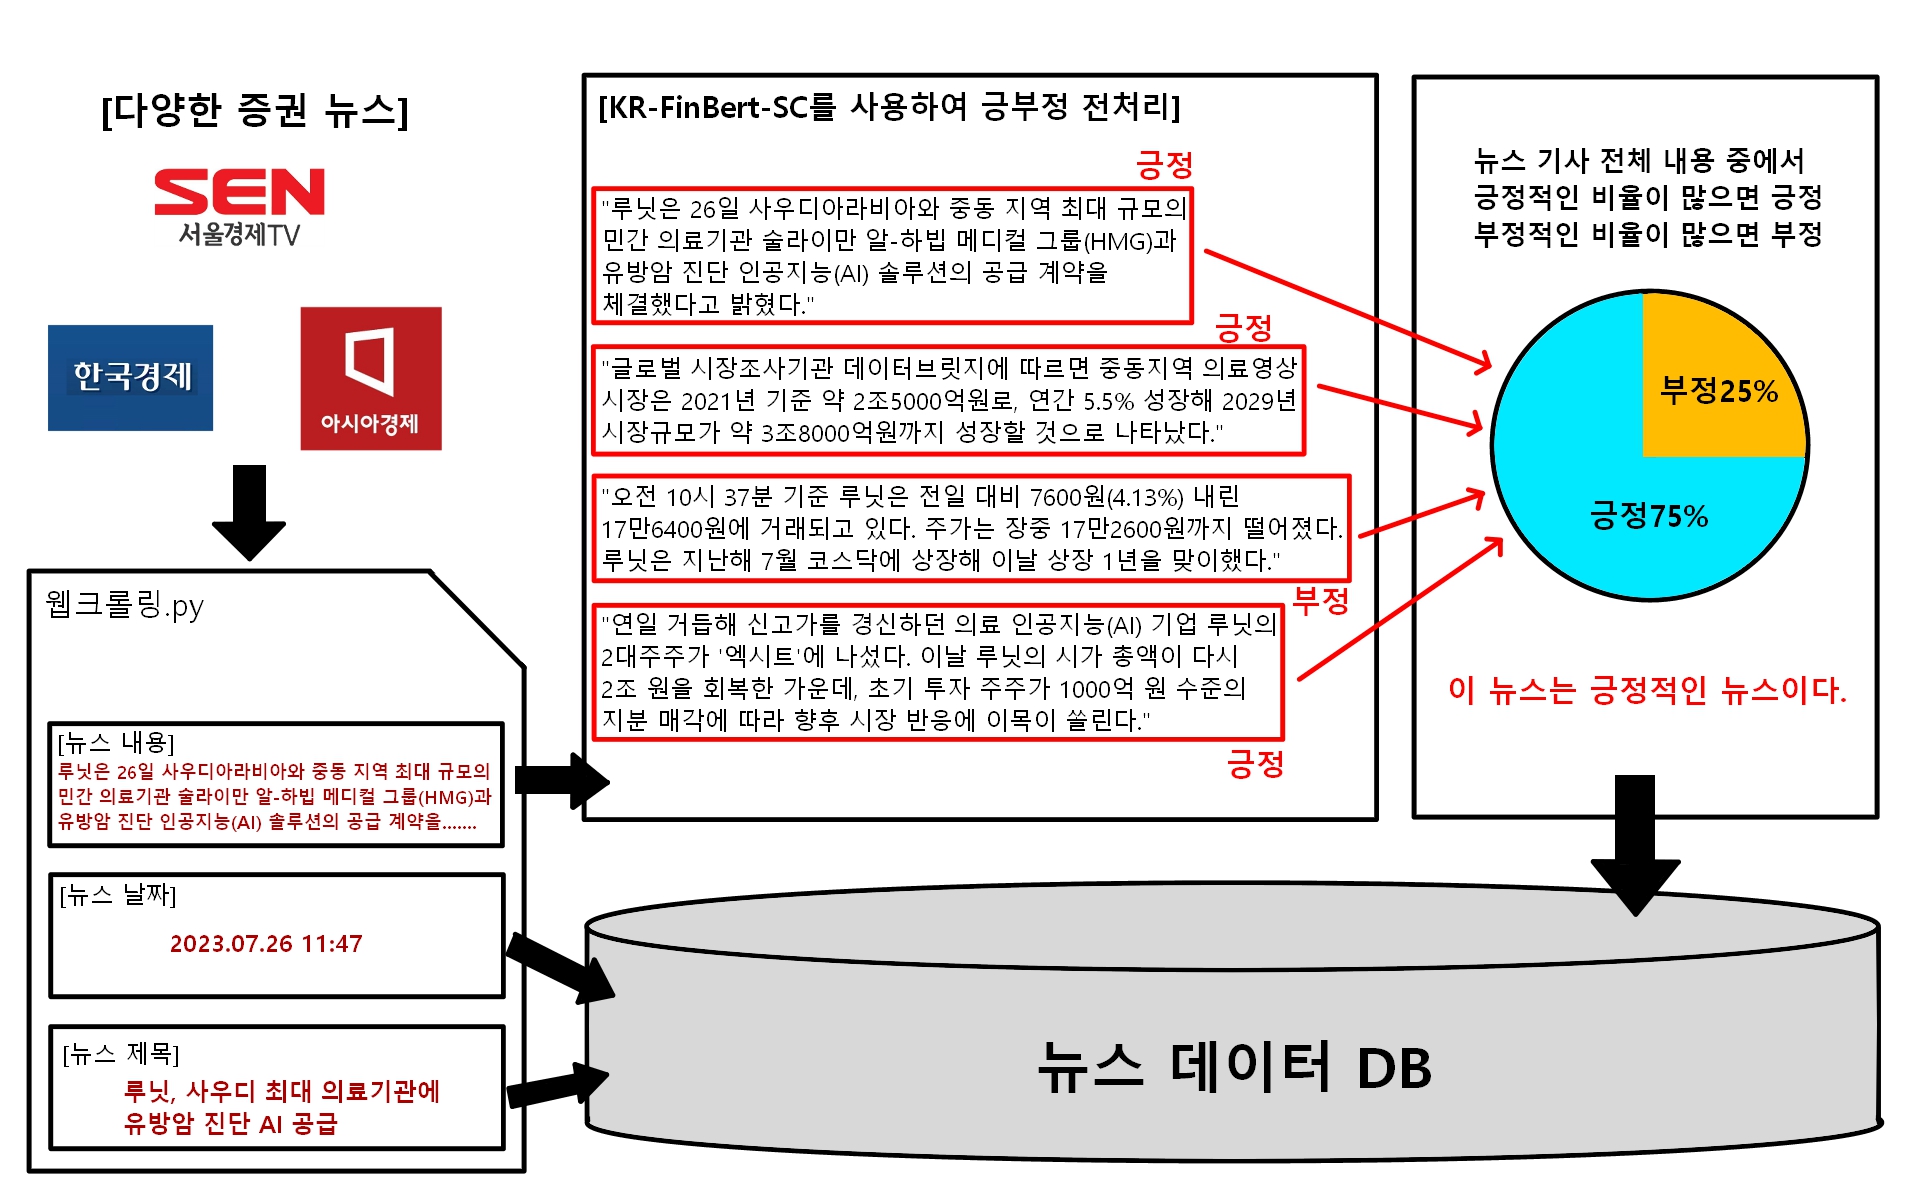 [다양한 증권 뉴스]
SEN
서울경제TV
한국경제
아시아경제
웹크롤링.py
[뉴스 내용]
루닛은 26일 사우디아라비아와 중동 지역 최대 규모의
민간 의료기관 술라이만 알-하빕 메디컬 그룹(HMG)과
유방암 진단 인공지능(AI) 솔루션의 공급 계약을.......
[뉴스 날짜]
2023.07.26 11:47
[뉴스 제목]
루닛, 사우디 최대 의료기관에
유방암 진단 AI 공급
[KR-FinBert-SC를 사용하여 긍부정 전처리]
긍정
"루닛은 26일 사우디아라비아와 중동 지역 최대 규모의
민간 의료기관 술라이만 알-하빕 메디컬 그룹(HMG)과
유방암 진단 인공지능(AI) 솔루션의 공급 계약을
체결했다고 밝혔다."
긍정
"글로벌 시장조사기관 데이터브릿지에 따르면 중동지역 의료영상
시장은 2021년 기준 약 2조5000억원로, 연간 5.5% 성장해 2029년
시장규모가 약 3조8000억원까지 성장할 것으로 나타났다."
"오전 10시 37분 기준 루닛은 전일 대비 7600원(4.13%) 내린
17만6400원에 거래되고 있다. 주가는 장중 17만2600원까지 떨어졌다.
루닛은 지난해 7월 코스닥에 상장해 이날 상장 1년을 맞이했다."
부정
"연일 거듭해 신고가를 경신하던 의료 인공지능(AI) 기업 루닛의
2대주주가 '엑시트'에 나섰다. 이날 루닛의 시가 총액이 다시
2조 원을 회복한 가운데, 초기 투자 주주가 1000억 원 수준의
지분 매각에 따라 향후 시장 반응에 이목이 쏠린다."
긍정
뉴스 기사 전체 내용 중에서
긍정적인 비율이 많으면 긍정
부정적인 비율이 많으면 부정
부정25%
긍정75%
이 뉴스는 긍정적인 뉴스이다.
뉴스 데이터 DB